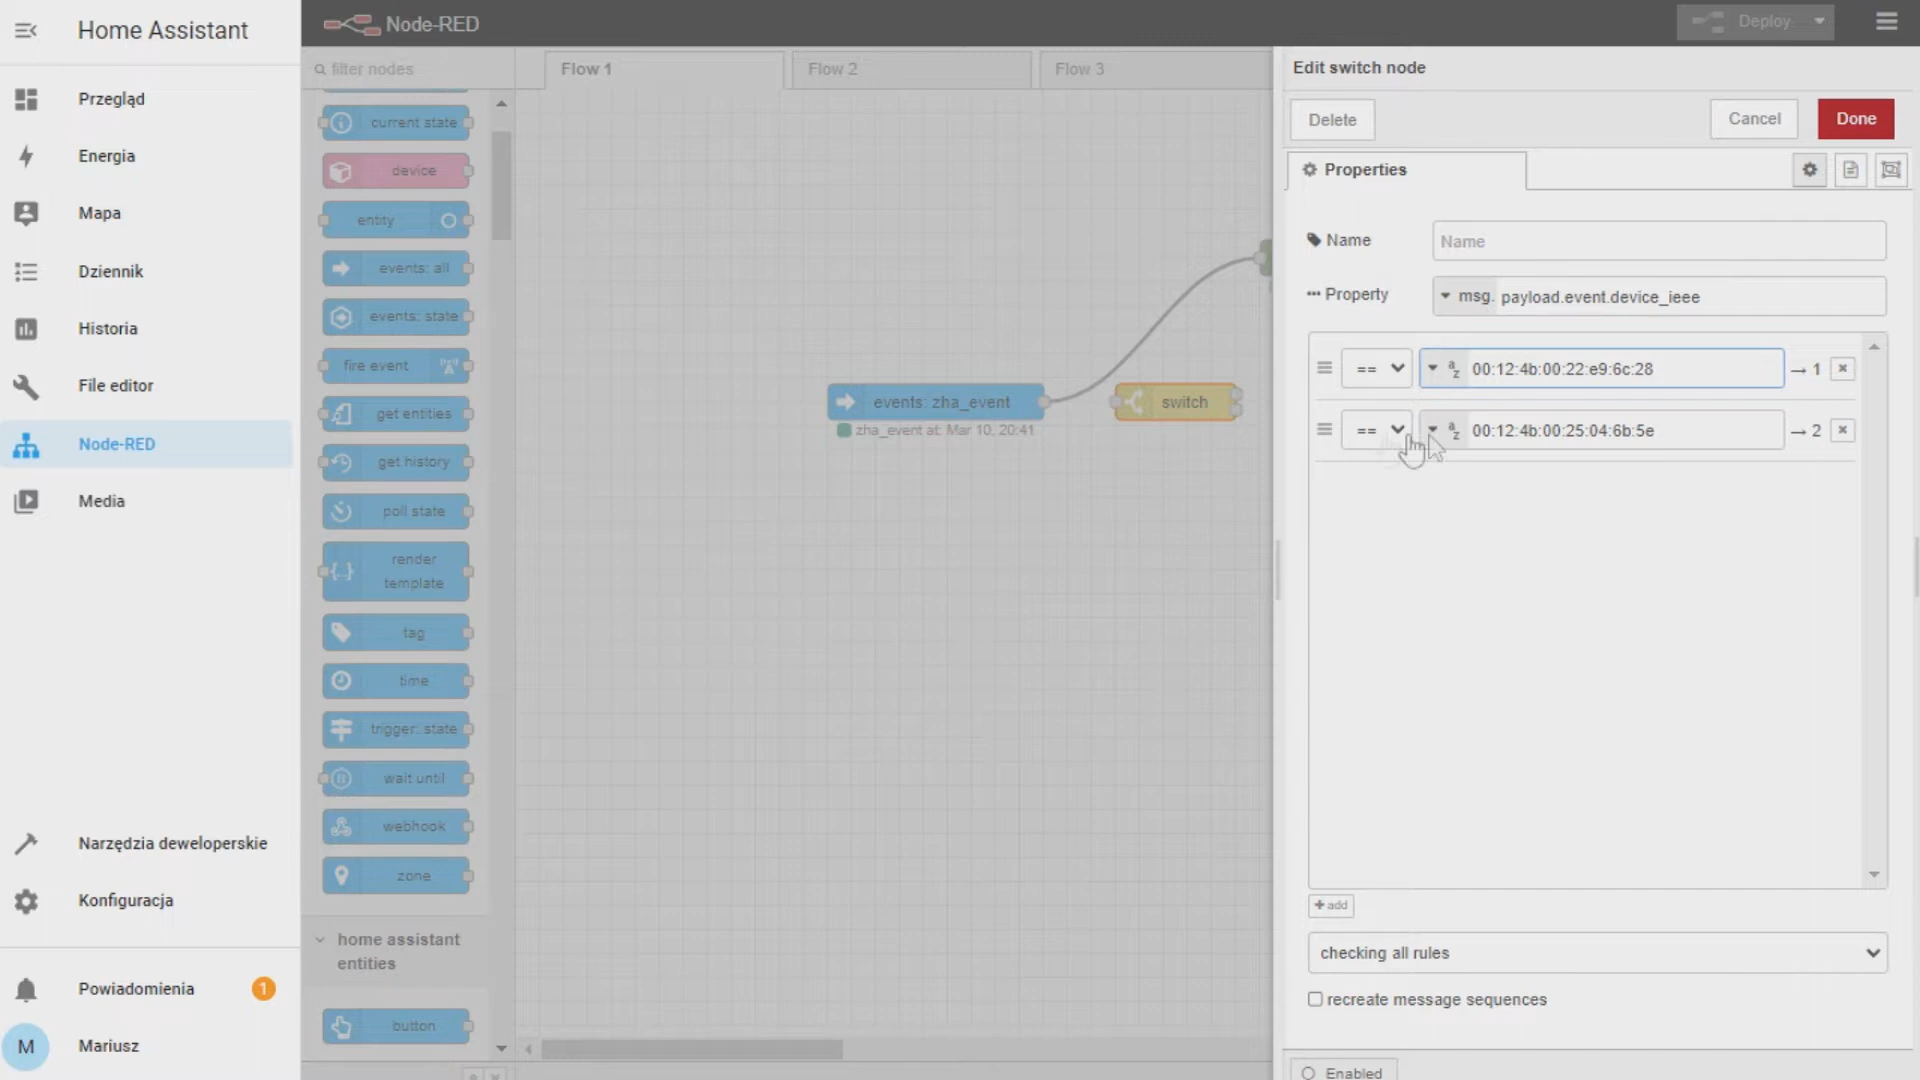 Home Assistant
Przegląd
Energia
Mapa
Dziennik
Historia
File editor
Node-RED
Media
Narzędzia deweloperskie
Konfiguracja
Powiadomienia 1
M Mariusz
Node-RED
Deploy
filter nodes
current state
device
entity
events: all
events: state
fire event
get entities
get history
poll state
render
template
tag
time
trigger: state
wait until
webhook
zone
home assistant
entities
button
Flow 1
Flow 2
Flow 3
events: zha_event
zha_event at: Mar 10, 20:41
switch
Edit switch node
Delete
Cancel
Done
Properties
Name
Name
Property
msg. payload.event.device_ieee
== az 00:12:4b:00:22:e9:6c:28 → 1
== az 00:12:4b:00:25:04:6b:5e → 2
+ add
checking all rules
recreate message sequences
Enabled